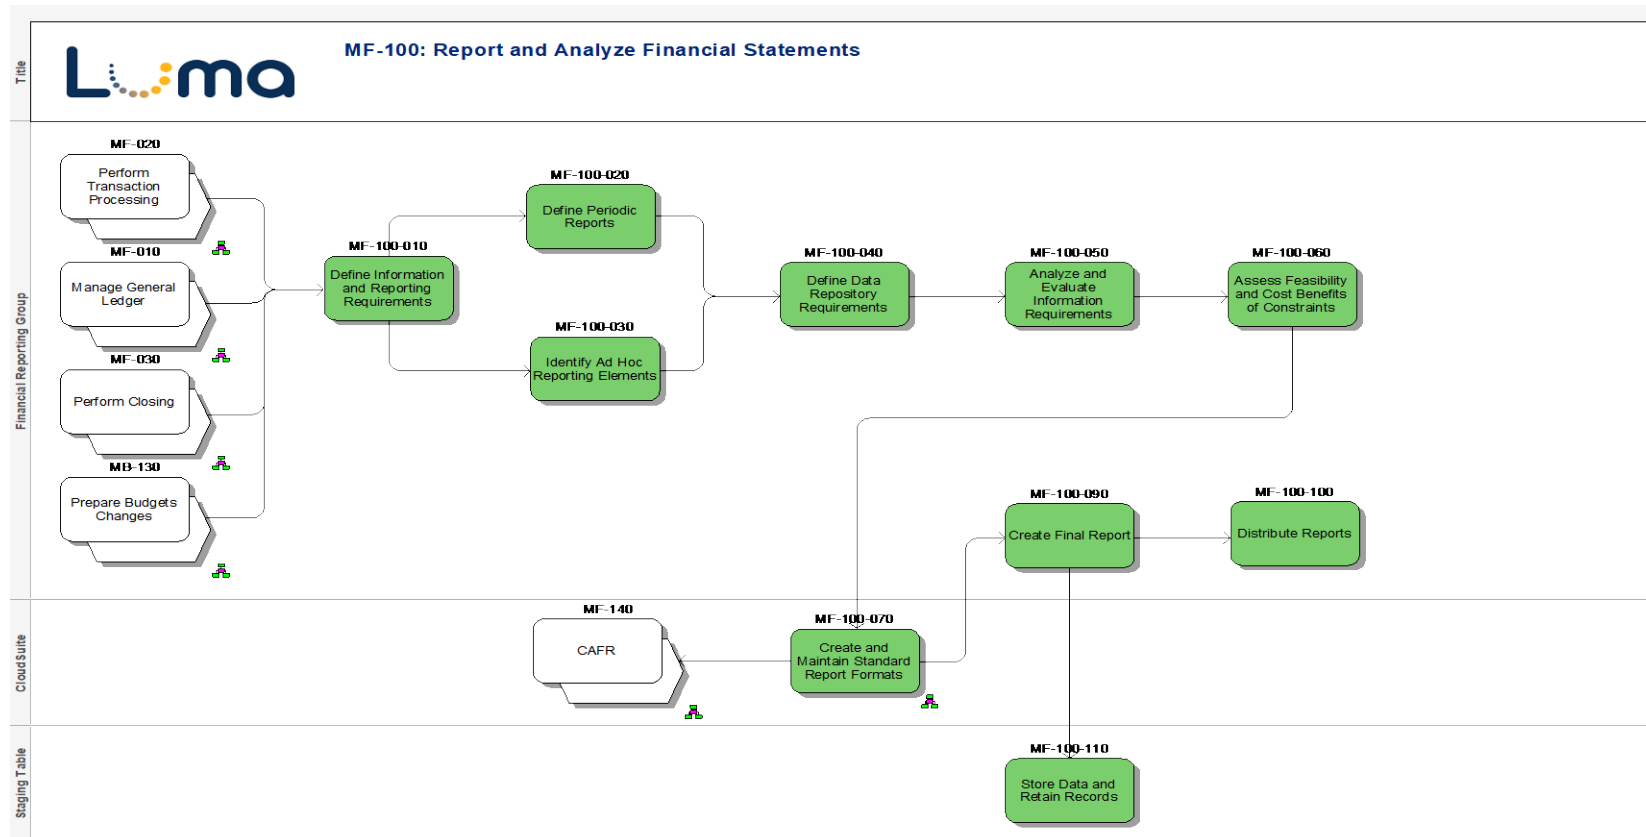 Title
Luma
MF-100: Report and Analyze Financial Statements
Financial Reporting Group
MF-020
Perform
Transaction
Processing
MF-010
Manage General
Ledger
MF-030
Perform Closing
MB-130
Prepare Budgets
Changes
MF-100-010
Define Information
and Reporting
Requirements
MF-100-020
Define Periodic
Reports
MF-100-030
Identify Ad Hoc
Reporting Elements
MF-100-040
Define Data
Repository
Requirements
MF-100-050
Analyze and
Evaluate
Information
Requirements
MF-100-060
Assess Feasibility
and Cost Benefits
of Constraints
MF-100-090
Create Final Report
MF-100-100
Distribute Reports
CloudSuite
MF-140
CAFR
MF-100-070
Create and
Maintain Standard
Report Formats
Staging Table
MF-100-110
Store Data and
Retain Records